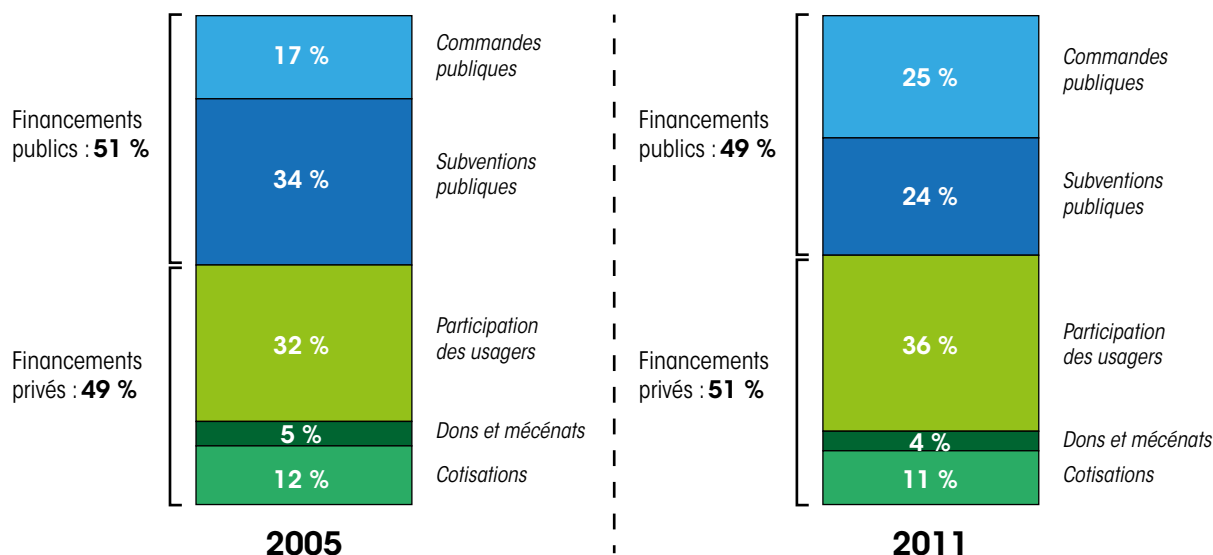 Financements
publics : 51 %
17 %
Commandes
publiques
34 %
Subventions
publiques
Financements
privés : 49 %
32 %
Participation
des usagers
5 %
Dons et mécénats
12 %
Cotisations
2005
Financements
publics : 49 %
25 %
Commandes
publiques
24 %
Subventions
publiques
Financements
privés : 51 %
36 %
Participation
des usagers
4 %
Dons et mécénats
11 %
Cotisations
2011